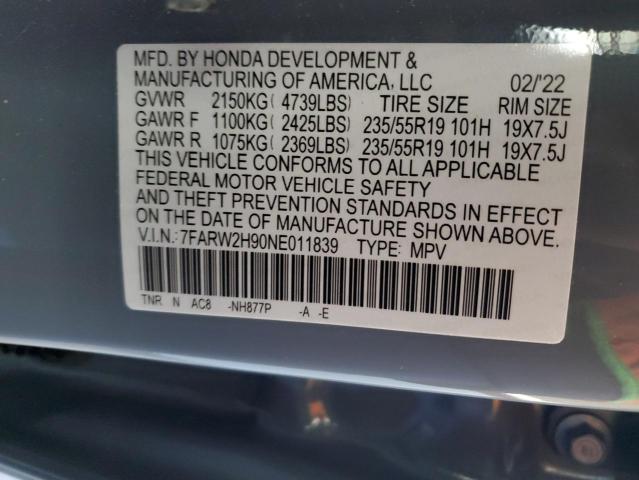 MFD. BY HONDA DEVELOPMENT &
MANUFACTURING OF AMERICA, LLC 02/'22
GVWR 2150KG(4739LBS) TIRE SIZE RIM SIZE
GAWR F 1100KG(2425LBS) 235/55R19 101H 19X7.5J
GAWR R 1075KG(2369LBS) 235/55R19 101H 19X7.5J
THIS VEHICLE CONFORMS TO ALL APPLICABLE
FEDERAL MOTOR VEHICLE SAFETY
AND THEFT PREVENTION STANDARDS IN EFFECT
ON THE DATE OF MANUFACTURE SHOWN ABOVE.
V.I.N.:7FARW2H90NE011839 TYPE: MPV
TNR N AC8 -NH877P -A -E